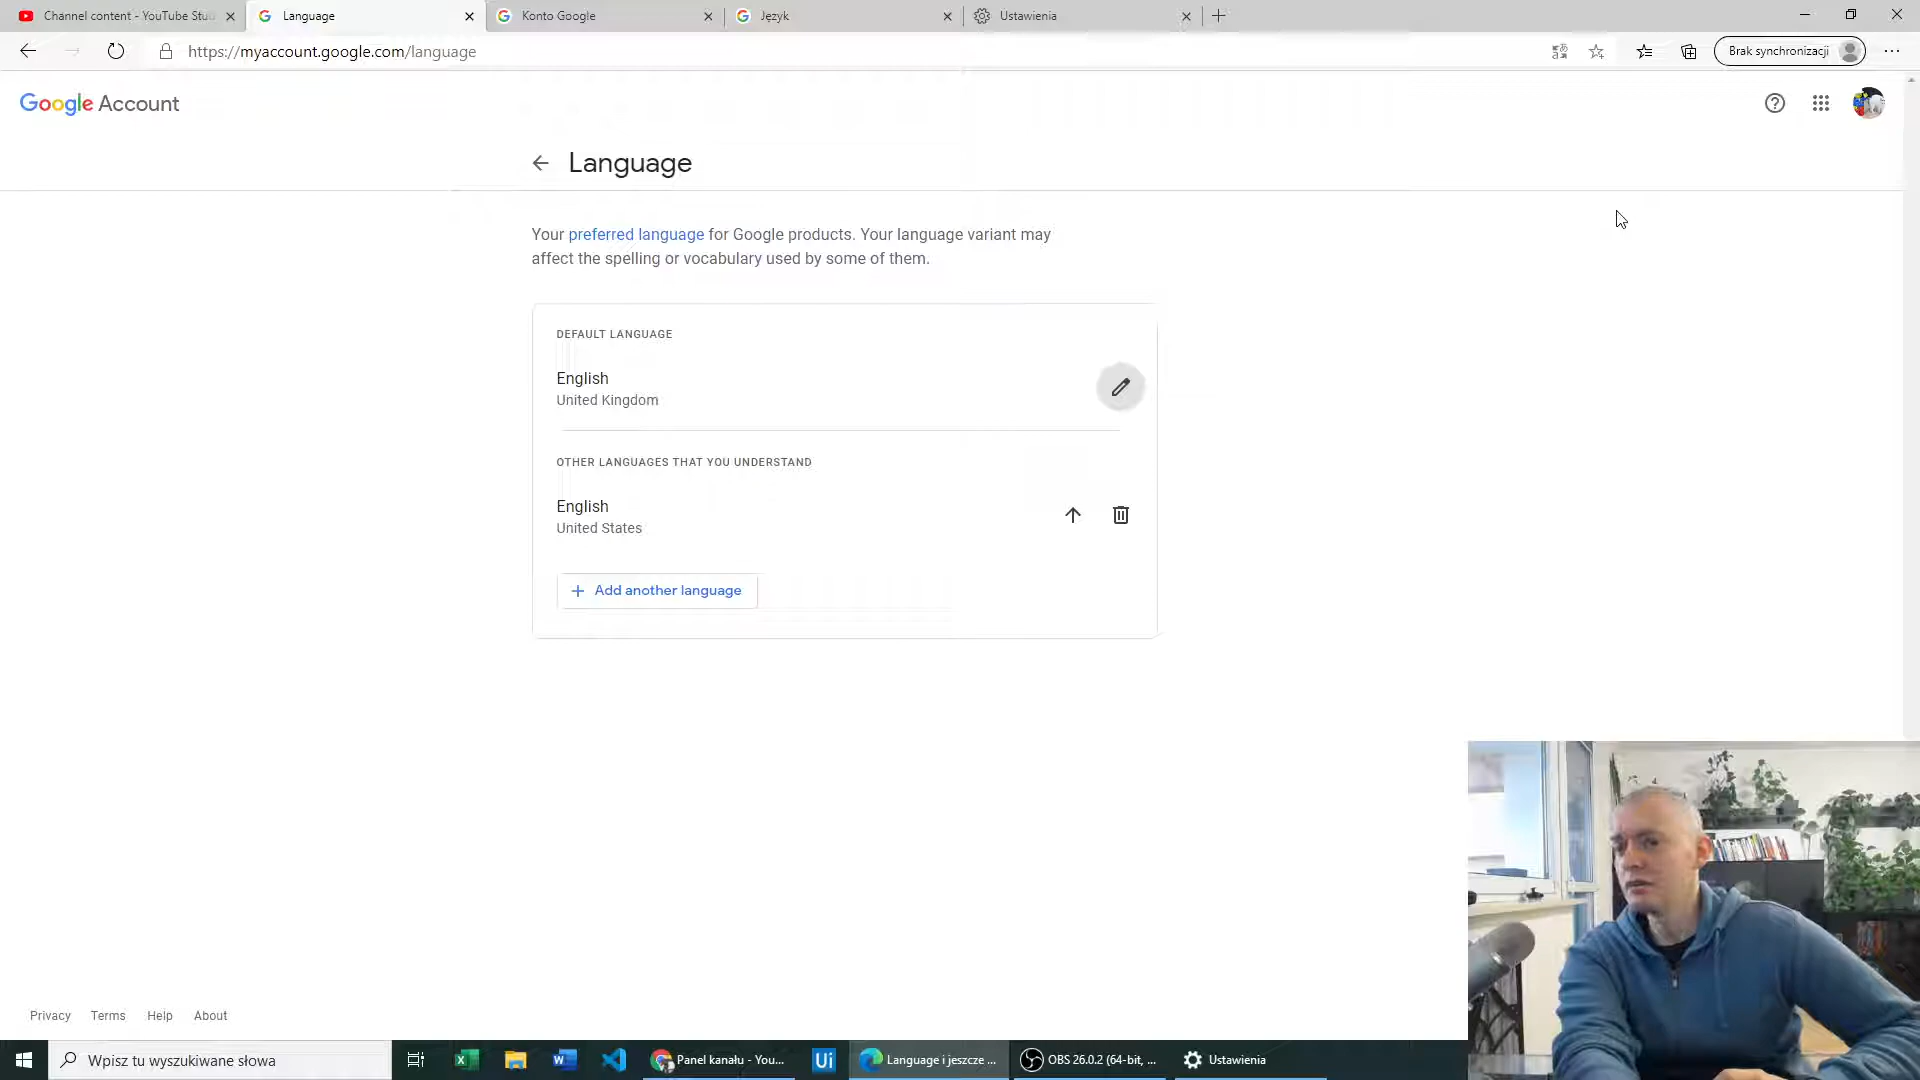 Channel content - YouTube Stu
Language
Konto Google
Język
Ustawienia
https://myaccount.google.com/language
Brak synchronizacji
Google Account
Language
Your preferred language for Google products. Your language variant may
affect the spelling or vocabulary used by some of them.
DEFAULT LANGUAGE
English
United Kingdom
OTHER LANGUAGES THAT YOU UNDERSTAND
English
United States
Add another language
Privacy Terms Help About
Wpisz tu wyszukiwane słowa
Panel kanału - You...
Ui
Language i jeszcze ...
OBS 26.0.2 (64-bit, ...
Ustawienia